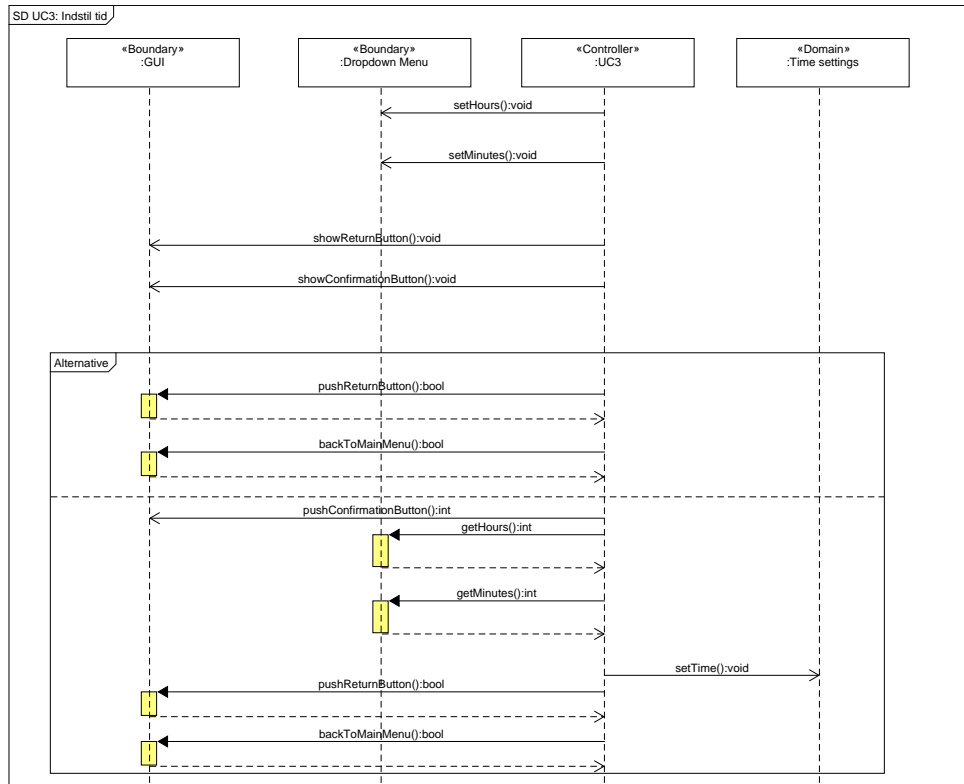 SD UC3: Indstil tid
«Boundary»
:GUI
«Boundary»
:Dropdown Menu
«Controller»
:UC3
«Domain»
:Time settings
setHours():void
setMinutes():void
showReturnButton():void
showConfirmationButton():void
Alternative
pushReturnButton():bool
backToMainMenu():bool
pushConfirmationButton():int
getHours():int
getMinutes():int
setTime():void
pushReturnButton():bool
backToMainMenu():bool